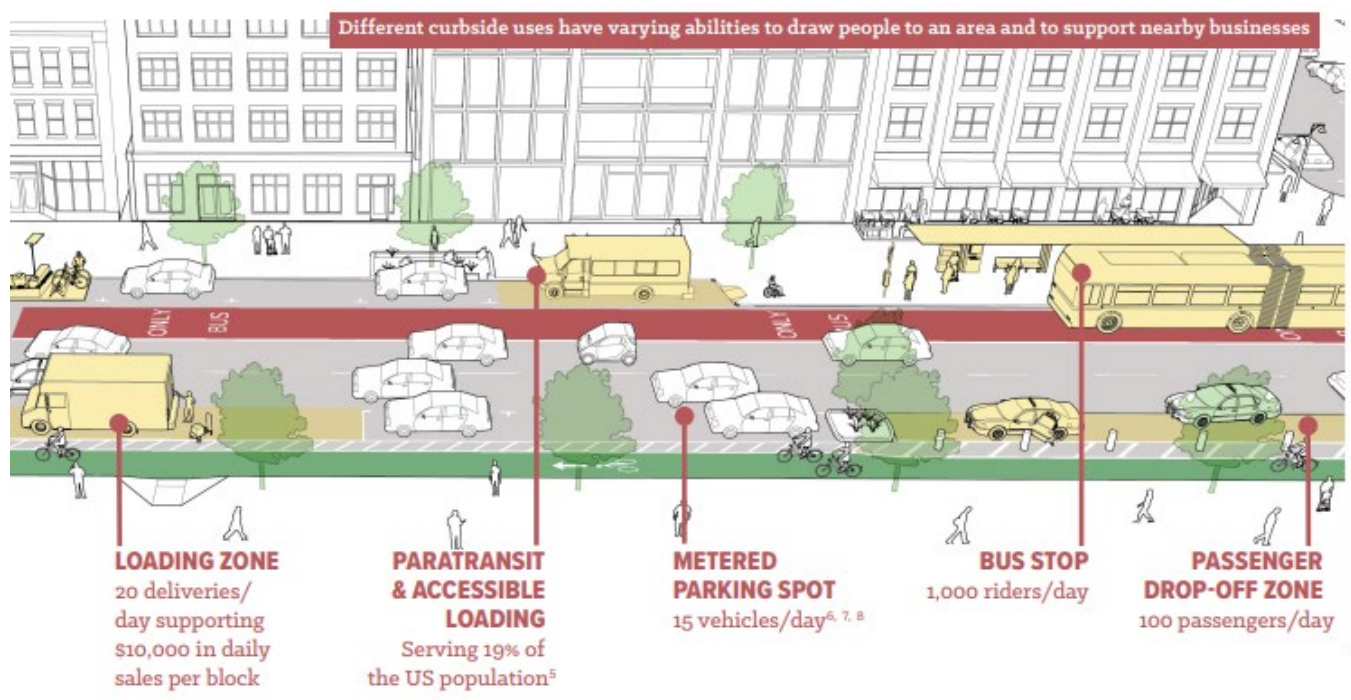 Different curbside uses have varying abilities to draw people to an area and to support nearby businesses
ONLY
BUS
ONLY
BUS
LOADING ZONE
20 deliveries/
day supporting
$10,000 in daily
sales per block
PARATRANSIT
& ACCESSIBLE
LOADING
Serving 19% of
the US population⁵
METERED
PARKING SPOT
15 vehicles/day⁶, ⁷, ⁸
BUS STOP
1,000 riders/day
PASSENGER
DROP-OFF ZONE
100 passengers/day